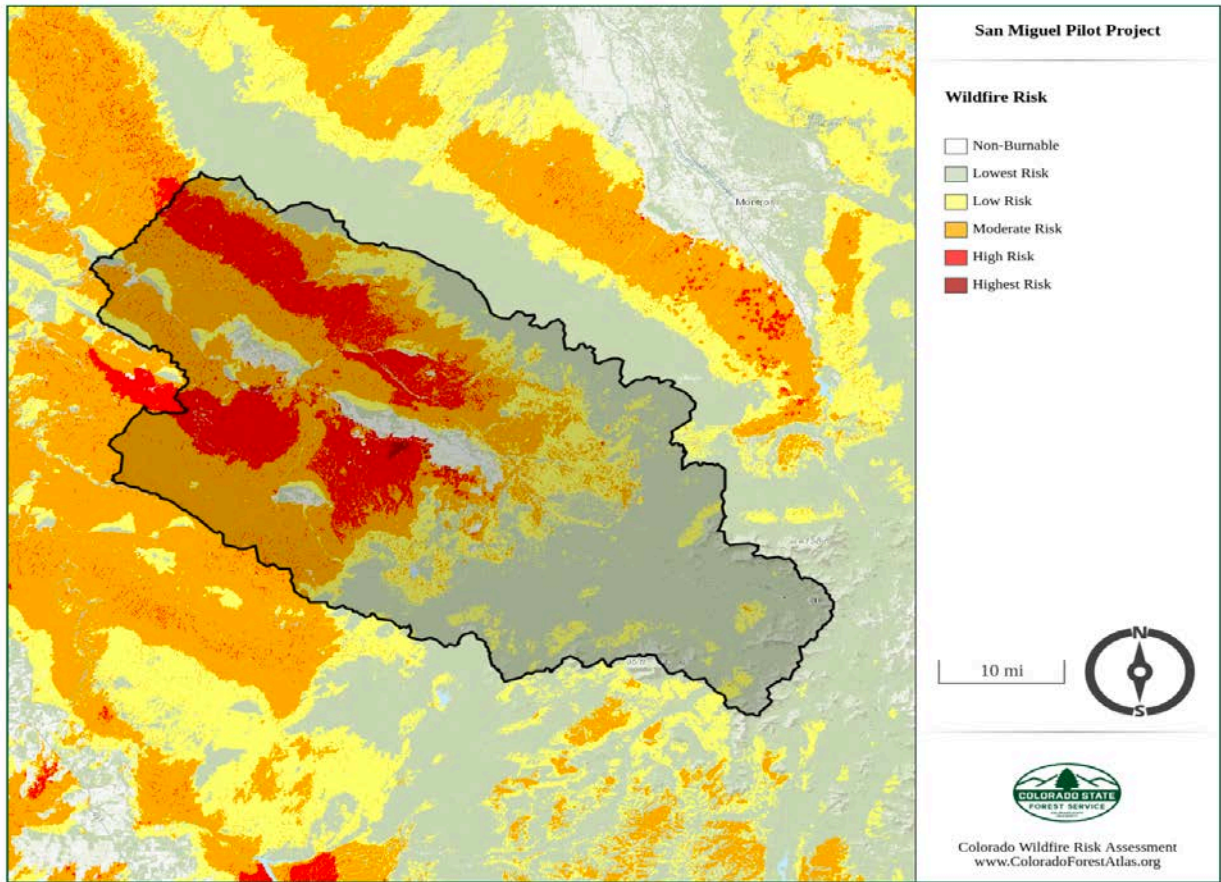 San Miguel Pilot Project
Wildfire Risk
Non-Burnable
Lowest Risk
Low Risk
Moderate Risk
High Risk
Highest Risk
10 mi
N
S
COLORADO STATE
FOREST SERVICE
Colorado Wildfire Risk Assessment
www.ColoradoForestAtlas.org